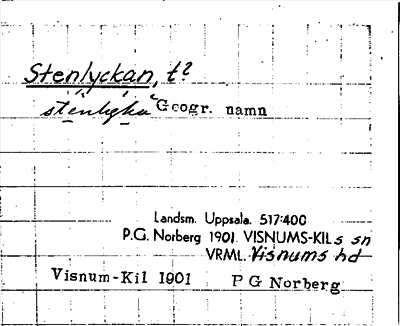 Stenlyckan, t?
stenlyka Geogr. namn
Landsm. Uppsala. 517:400
P.G. Norberg 1901. VISNUMS-KILs sn
VRML. Visnums hd
Visnum-Kil 1901 P G Norberg